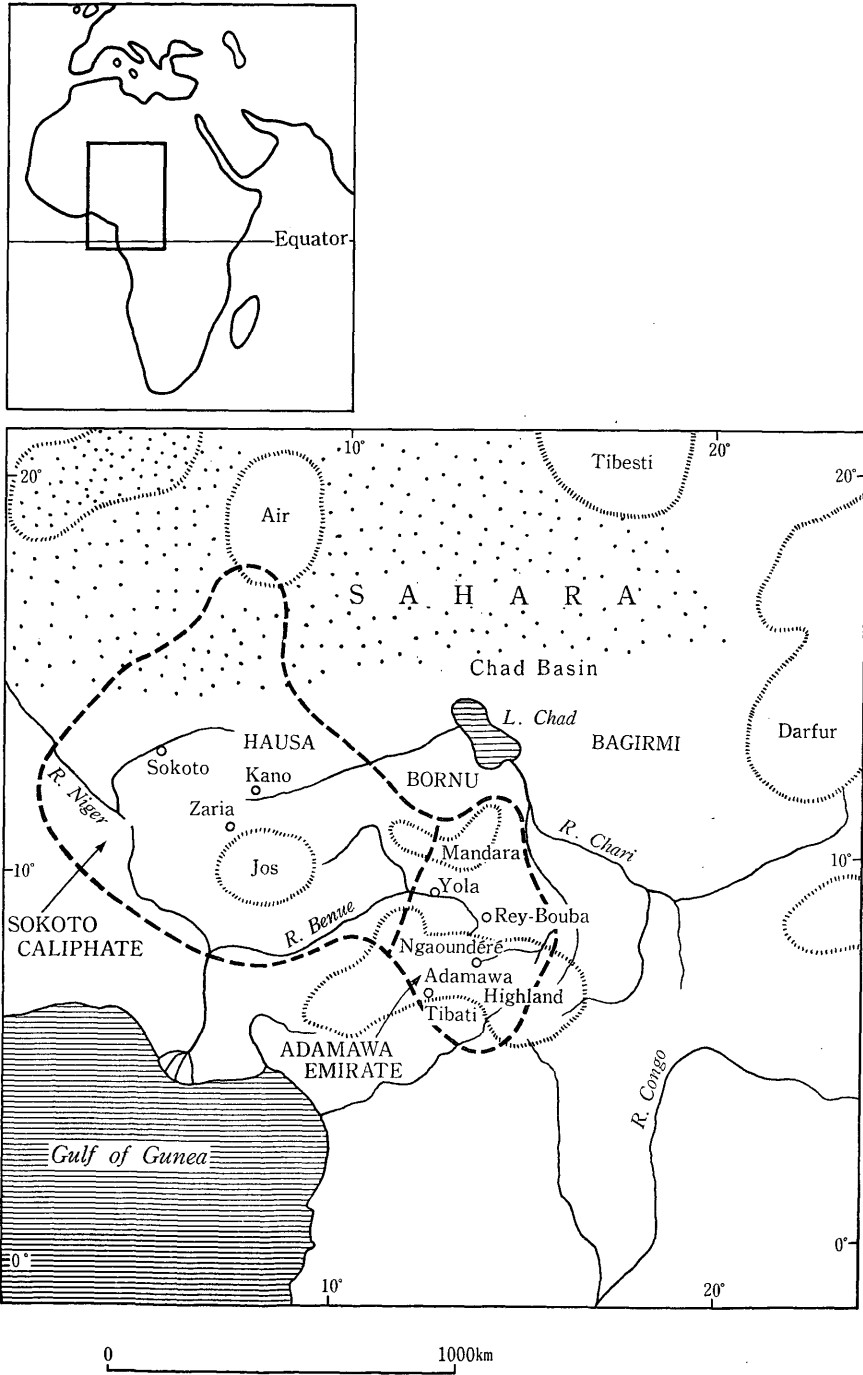 Equator
10°
20°
20°
20°
Tibesti
Air
SAHARA
Chad Basin
L. Chad
BAGIRMI
Darfur
HAUSA
Sokoto
Kano
BORNU
R. Niger
Zaria
R. Chari
Mandara
Jos
10°
10°
Yola
SOKOTO
CALIPHATE
R. Benue
Rey-Bouba
Ngaoundéré
Adamawa
Highland
Tibati
ADAMAWA
EMIRATE
R. Congo
Gulf of Gunea
0°
0°
10°
20°
0
1000km